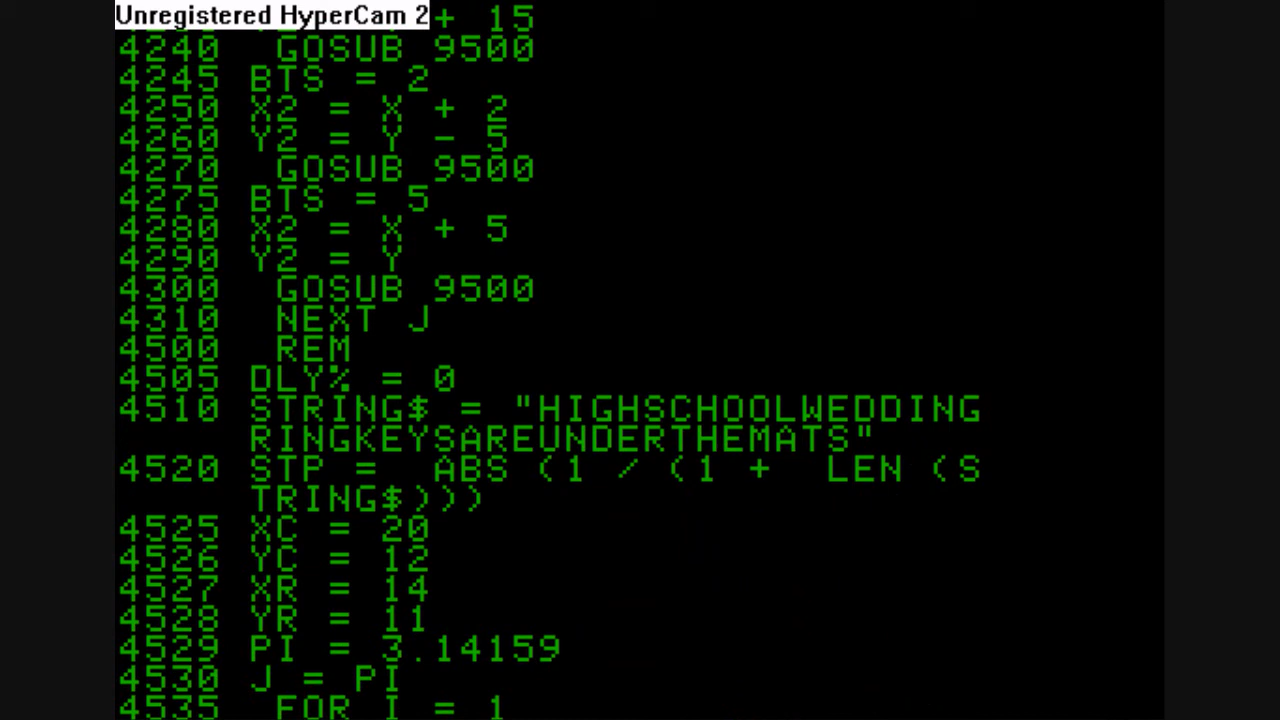 Unregistered HyperCam 2 + 15
4240 GOSUB 9500
4245 BTS = 2
4250 X2 = X + 2
4260 Y2 = Y - 5
4270 GOSUB 9500
4275 BTS = 5
4280 X2 = X + 5
4290 Y2 = Y
4300 GOSUB 9500
4310 NEXT J
4500 REM
4505 DLY% = 0
4510 STRING$ = "HIGHSCHOOLWEDDING
RINGKEYSAREUNDERTHEMATS"
4520 STP = ABS (1 / (1 + LEN (S
TRING$)))
4525 XC = 20
4526 YC = 12
4527 XR = 14
4528 YR = 11
4529 PI = 3.14159
4530 J = PI
4535 FOR I = 1